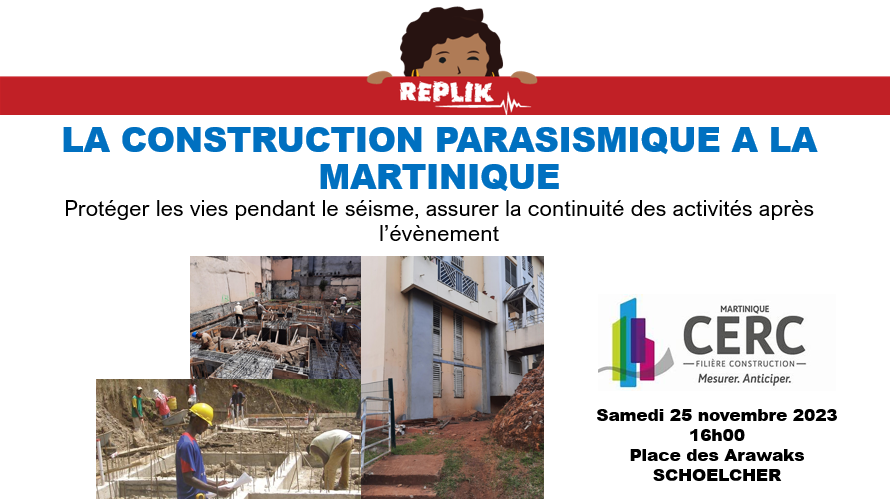 REPLIK
LA CONSTRUCTION PARASISMIQUE A LA
MARTINIQUE
Protéger les vies pendant le séisme, assurer la continuité des activités après
l’évènement
MARTINIQUE
CERC
FILIÈRE CONSTRUCTION
Mesurer. Anticiper.
Samedi 25 novembre 2023
16h00
Place des Arawaks
SCHOELCHER